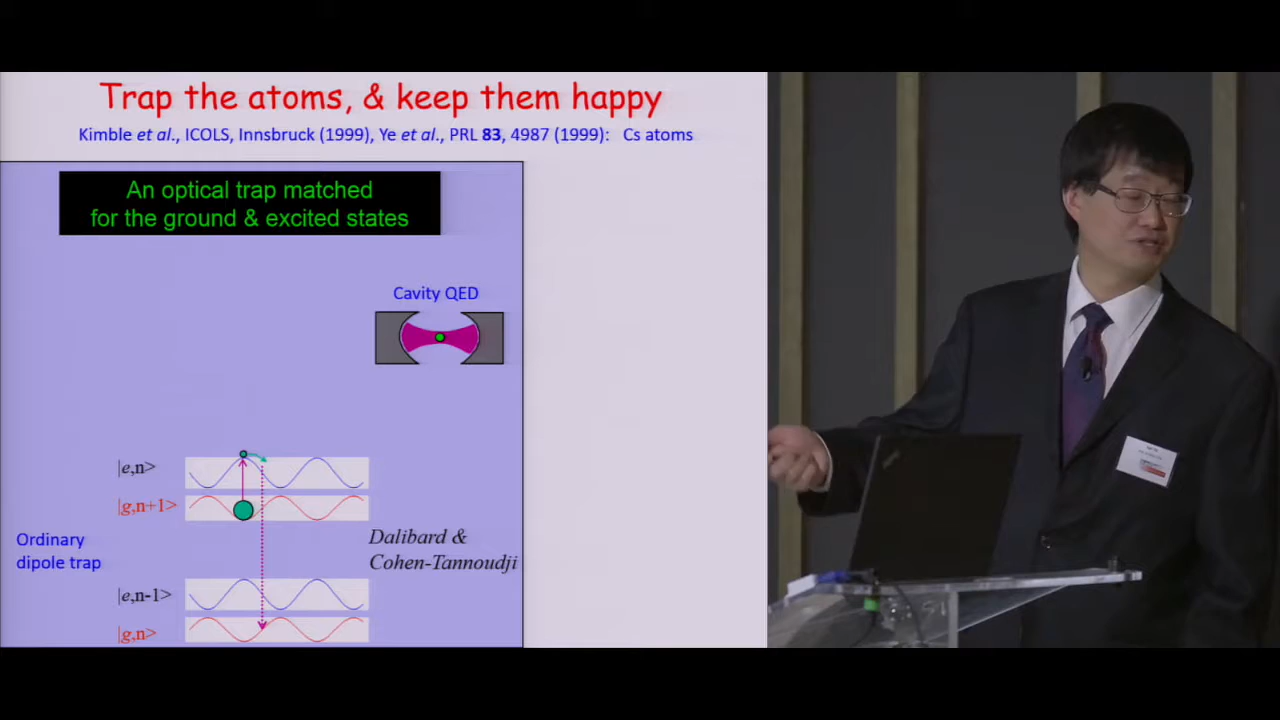 Trap the atoms, & keep them happy
Kimble et al., ICOLS, Innsbruck (1999), Ye et al., PRL 83, 4987 (1999): Cs atoms
An optical trap matched
for the ground & excited states
Cavity QED
|e,n>
|g,n+1>
Ordinary
dipole trap
Dalibard &
Cohen-Tannoudji
|e,n-1>
|g,n>